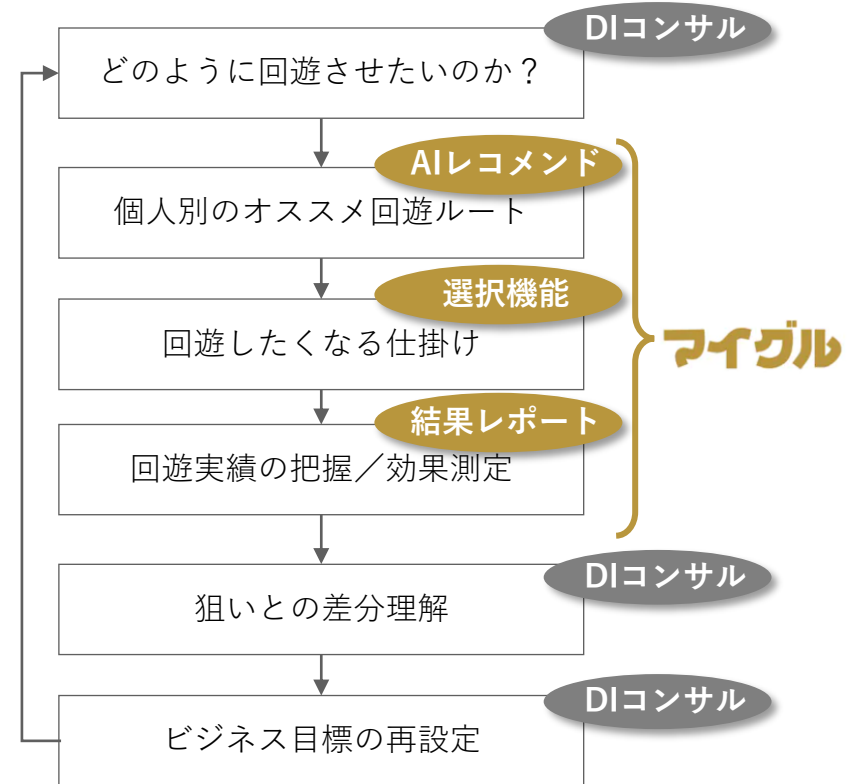 DIコンサル
どのように回遊させたいのか？
AIレコメンド
個人別のオススメ回遊ルート
選択機能
回遊したくなる仕掛け
マイグル
結果レポート
回遊実績の把握／効果測定
DIコンサル
狙いとの差分理解
DIコンサル
ビジネス目標の再設定